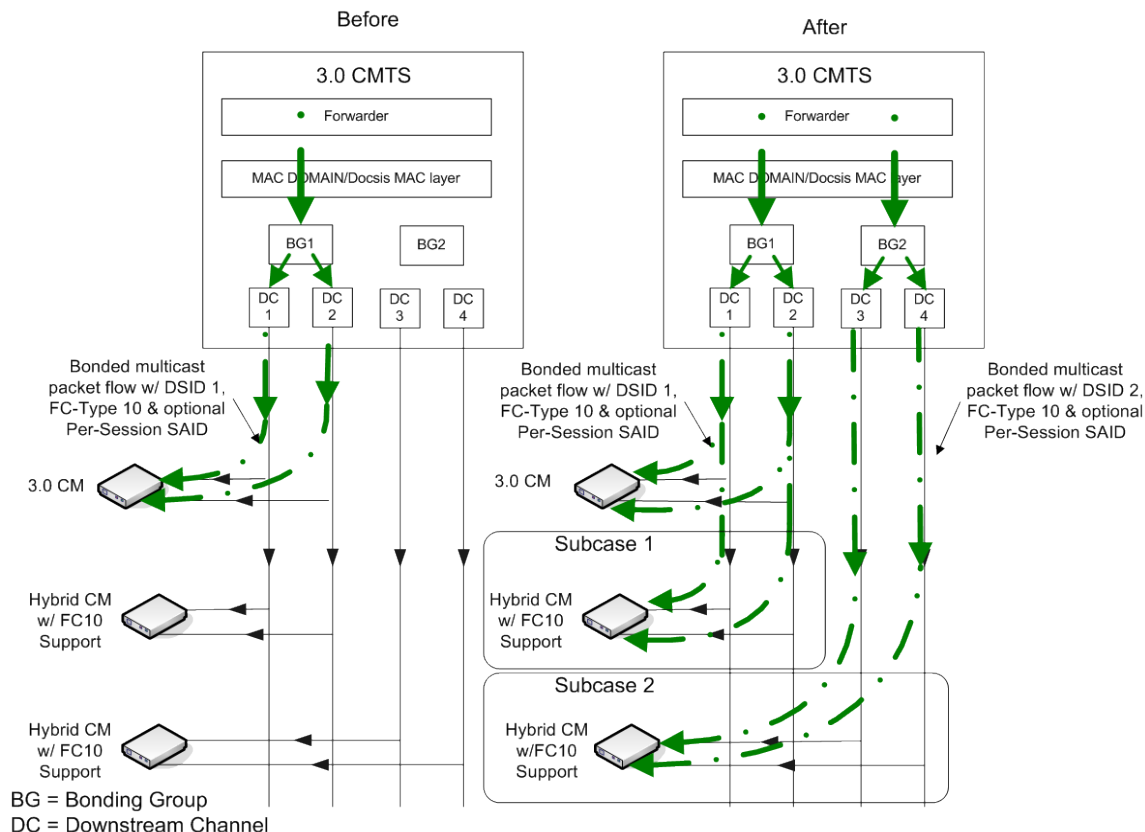 Before
3.0 CMTS
Forwarder
MAC DOMAIN/Docsis MAC layer
BG1
BG2
DC
1
DC
2
DC
3
DC
4
Bonded multicast
packet flow w/ DSID 1,
FC-Type 10 & optional
Per-Session SAID
3.0 CM
Hybrid CM
w/ FC10
Support
Hybrid CM
w/ FC10
Support
BG = Bonding Group
DC = Downstream Channel
After
3.0 CMTS
Forwarder
MAC DOMAIN/Docsis MAC layer
BG1
BG2
DC
1
DC
2
DC
3
DC
4
Bonded multicast
packet flow w/ DSID 1,
FC-Type 10 & optional
Per-Session SAID
Bonded multicast
packet flow w/ DSID 2,
FC-Type 10 & optional
Per-Session SAID
3.0 CM
Subcase 1
Hybrid CM
w/ FC10
Support
Subcase 2
Hybrid CM
w/FC10
Support